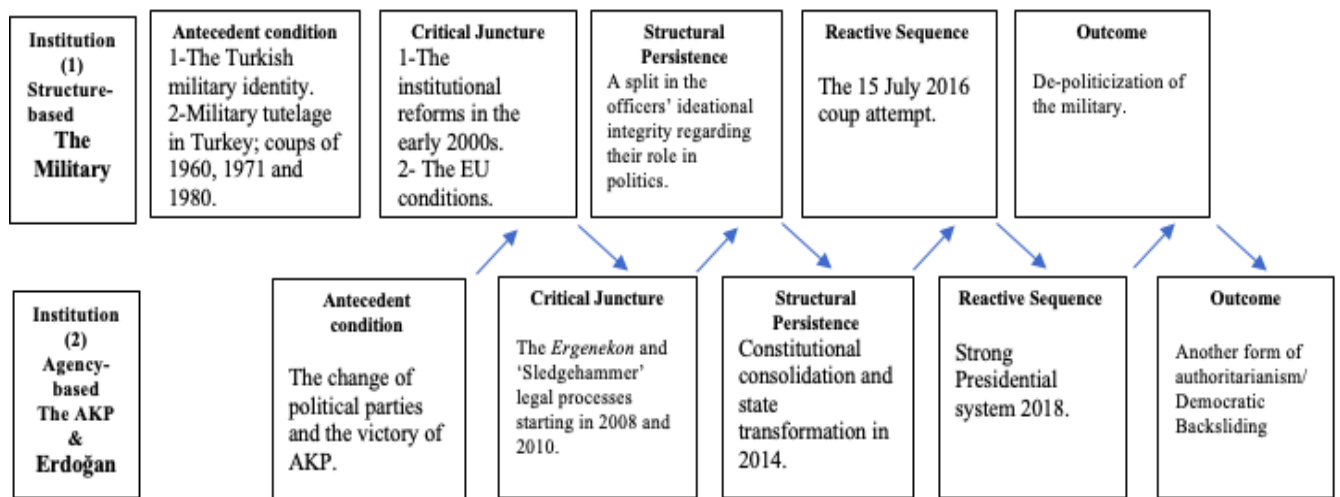 Institution
(1)
Structure-
based
The
Military
Antecedent condition
1-The Turkish
military identity.
2-Military tutelage
in Turkey; coups of
1960, 1971 and
1980.
Critical Juncture
1-The
institutional
reforms in the
early 2000s.
2- The EU
conditions.
Structural
Persistence
A split in the
officers’ ideational
integrity regarding
their role in
politics.
Reactive Sequence
The 15 July 2016
coup attempt.
Outcome
De-politicization of
the military.
Institution
(2)
Agency-
based
The AKP
&
Erdoğan
Antecedent
condition
The change of
political parties
and the victory of
AKP.
Critical Juncture
The Ergenekon and
‘Sledgehammer’
legal processes
starting in 2008 and
2010.
Structural
Persistence
Constitutional
consolidation and
state
transformation in
2014.
Reactive Sequence
Strong
Presidential
system 2018.
Outcome
Another form of
authoritarianism/
Democratic
Backsliding